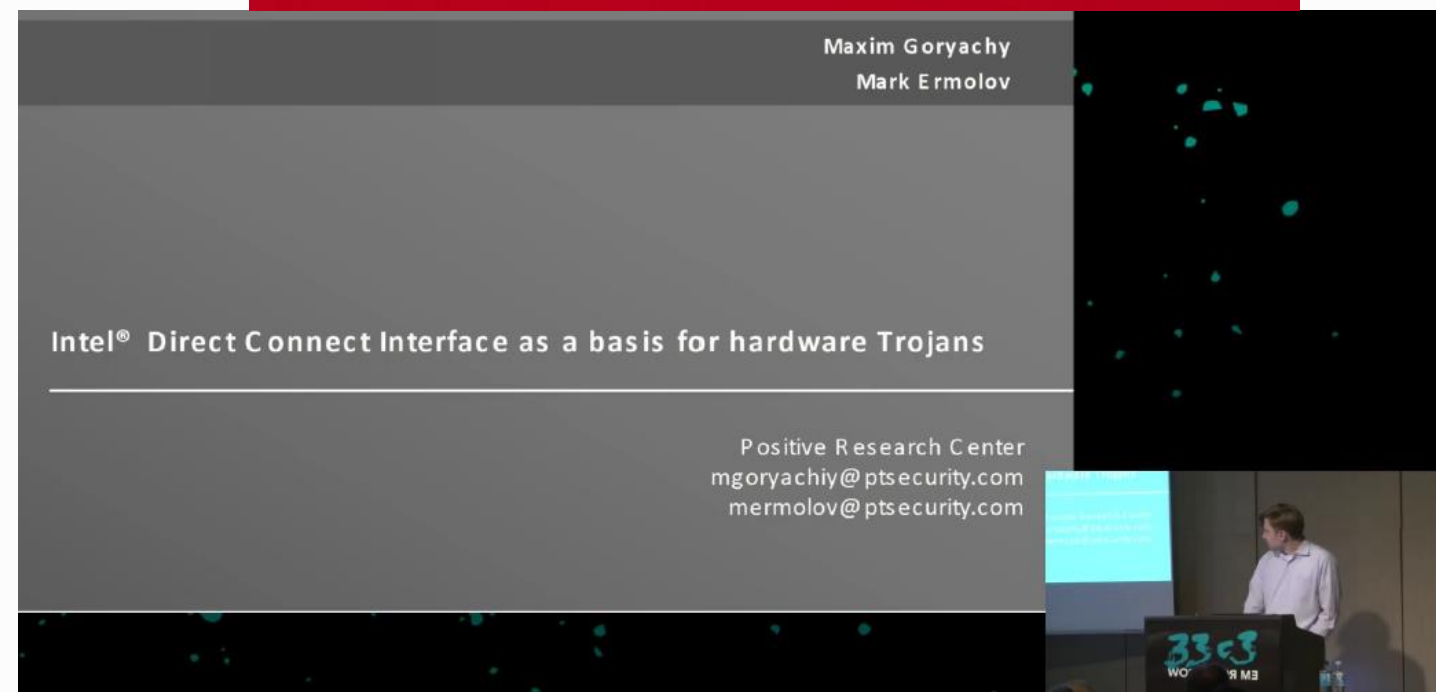 Maxim Goryachy
Mark Ermolov
Intel® Direct Connect Interface as a basis for hardware Trojans
Positive Research Center
mgoryachiy@ptsecurity.com
mermolov@ptsecurity.com
33c3